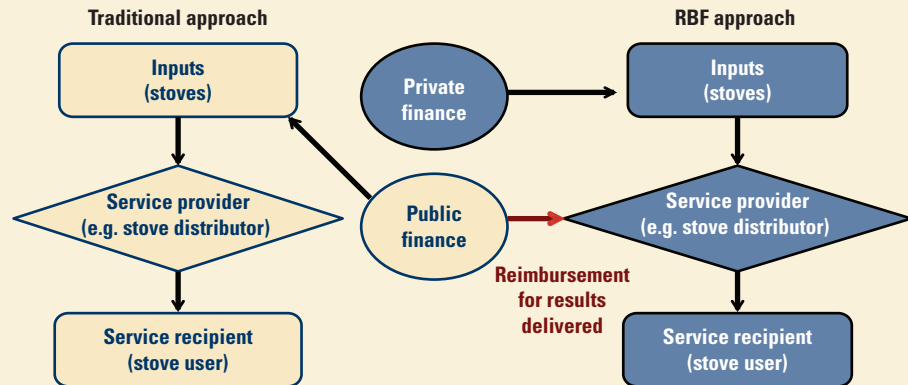 Traditional approach
Inputs
(stoves)
Service provider
(e.g. stove distributor)
Service recipient
(stove user)
Private
finance
Public
finance
Reimbursement
for results
delivered
RBF approach
Inputs
(stoves)
Service provider
(e.g. stove distributor)
Service recipient
(stove user)